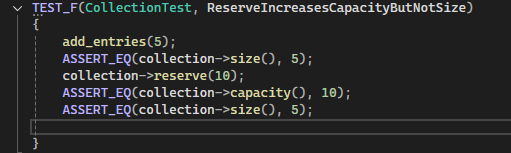 TEST_F(CollectionTest, ReserveIncreasesCapacityButNotSize)
{
    add_entries(5);
    ASSERT_EQ(collection->size(), 5);
    collection->reserve(10);
    ASSERT_EQ(collection->capacity(), 10);
    ASSERT_EQ(collection->size(), 5);
}